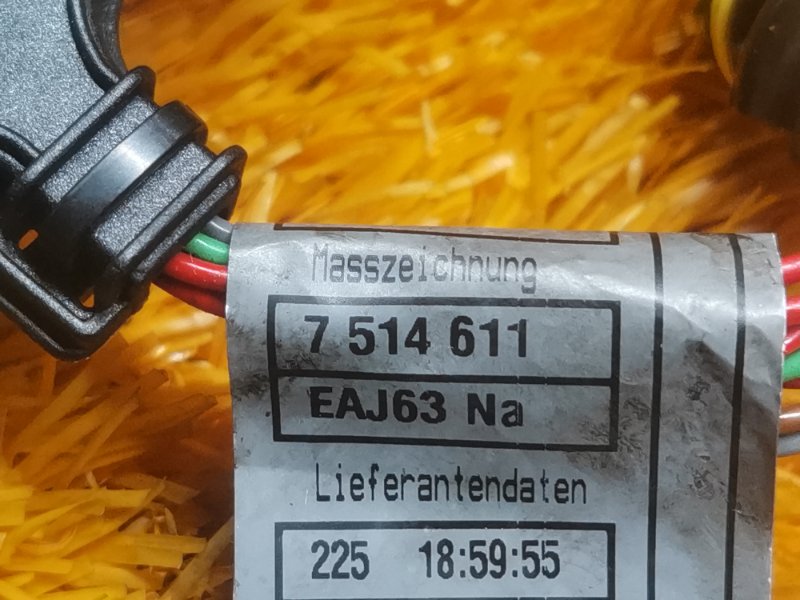 Masszeichnung
7 514 611
EAJ63 Na
Lieferantendaten
225 18:59:55